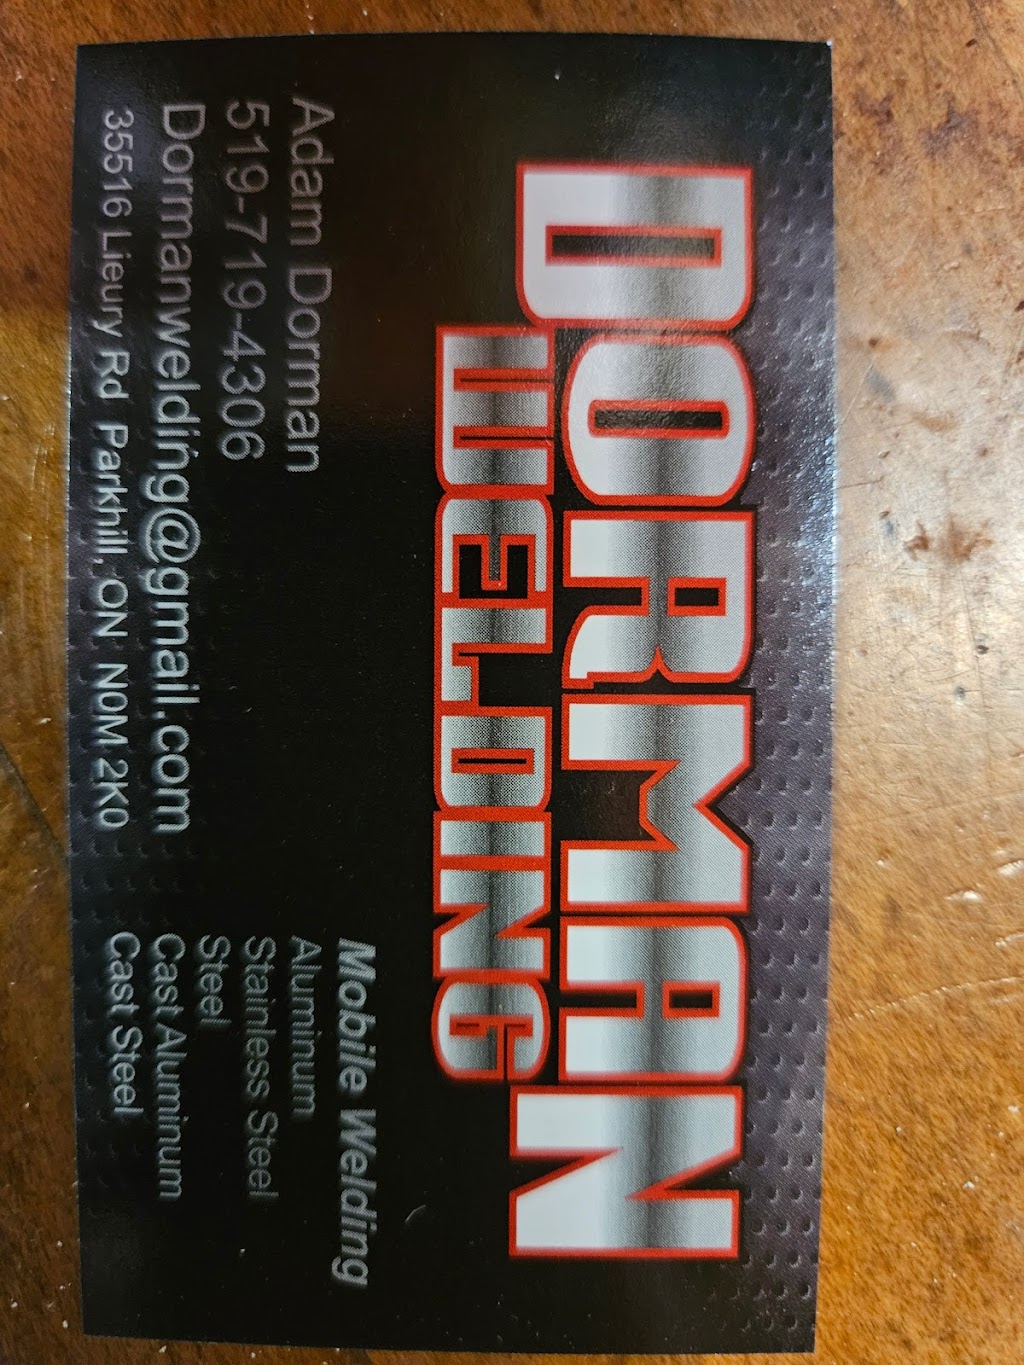 DORMAN
WELDING
Adam Dorman
519-719-4306
Dormanwelding@gmail.com
35516 Lieury Rd Parkhill, ON N0M 2K0
Mobile Welding
Aluminum
Stainless Steel
Steel
Cast Aluminum
Cast Steel